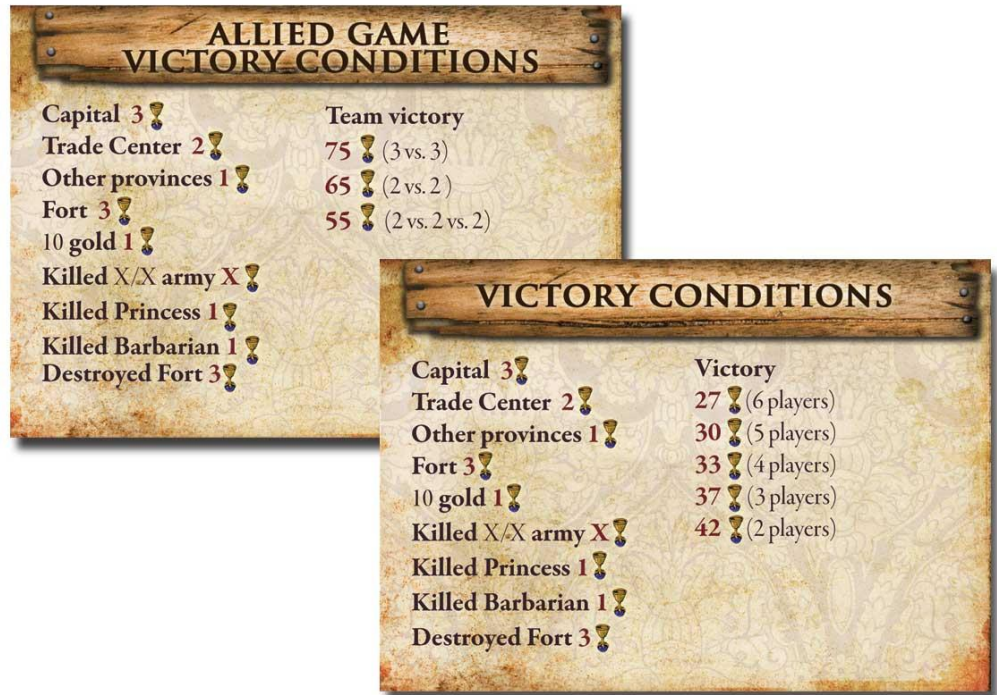 ALLIED GAME
VICTORY CONDITIONS
Capital 3
Trade Center 2
Other provinces 1
Fort 3
10 gold 1
Killed X/X army X
Killed Princess 1
Killed Barbarian 1
Destroyed Fort 3
Team victory
75 (3 vs. 3)
65 (2 vs. 2 )
55 (2 vs. 2 vs. 2)
VICTORY CONDITIONS
Capital 3
Trade Center 2
Other provinces 1
Fort 3
10 gold 1
Killed X/X army X
Killed Princess 1
Killed Barbarian 1
Destroyed Fort 3
Victory
27 (6 players)
30 (5 players)
33 (4 players)
37 (3 players)
42 (2 players)